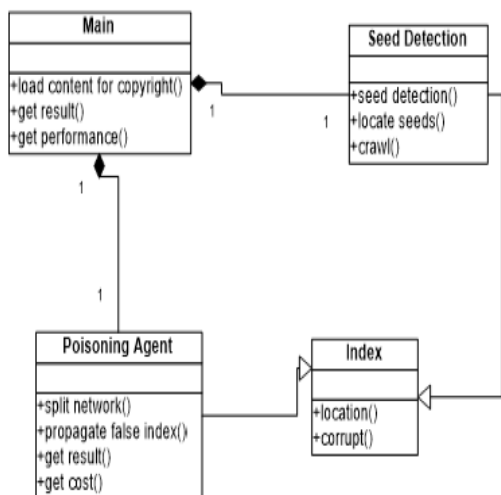 Main
+load content for copyright()
+get result()
+get performance()
1
1
Seed Detection
+seed detection()
+locate seeds()
+crawl()
1
1
Poisoning Agent
+split network()
+propagate false index()
+get result()
+get cost()
Index
+location()
+corrupt()